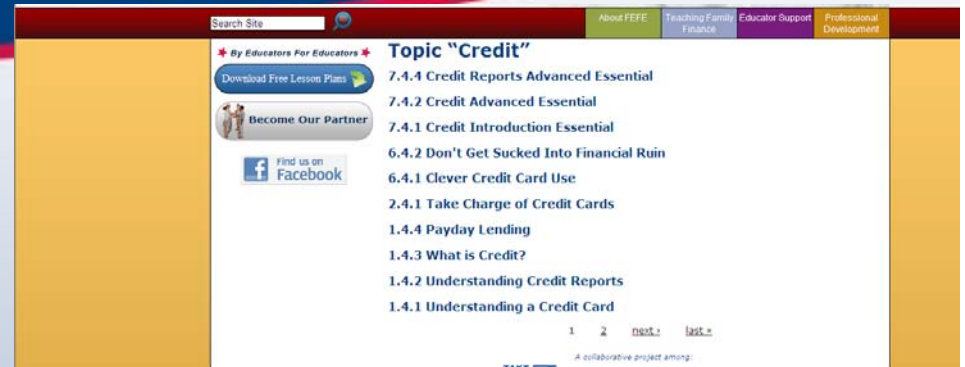 Search Site
About FEFE
Teaching Family Finance
Educator Support
Professional Development
By Educators For Educators
Download Free Lesson Plans
Become Our Partner
Find us on
Facebook
Topic “Credit”
7.4.4 Credit Reports Advanced Essential
7.4.2 Credit Advanced Essential
7.4.1 Credit Introduction Essential
6.4.2 Don't Get Sucked Into Financial Ruin
6.4.1 Clever Credit Card Use
2.4.1 Take Charge of Credit Cards
1.4.4 Payday Lending
1.4.3 What is Credit?
1.4.2 Understanding Credit Reports
1.4.1 Understanding a Credit Card
1 2 next › last »
A collaborative project among: